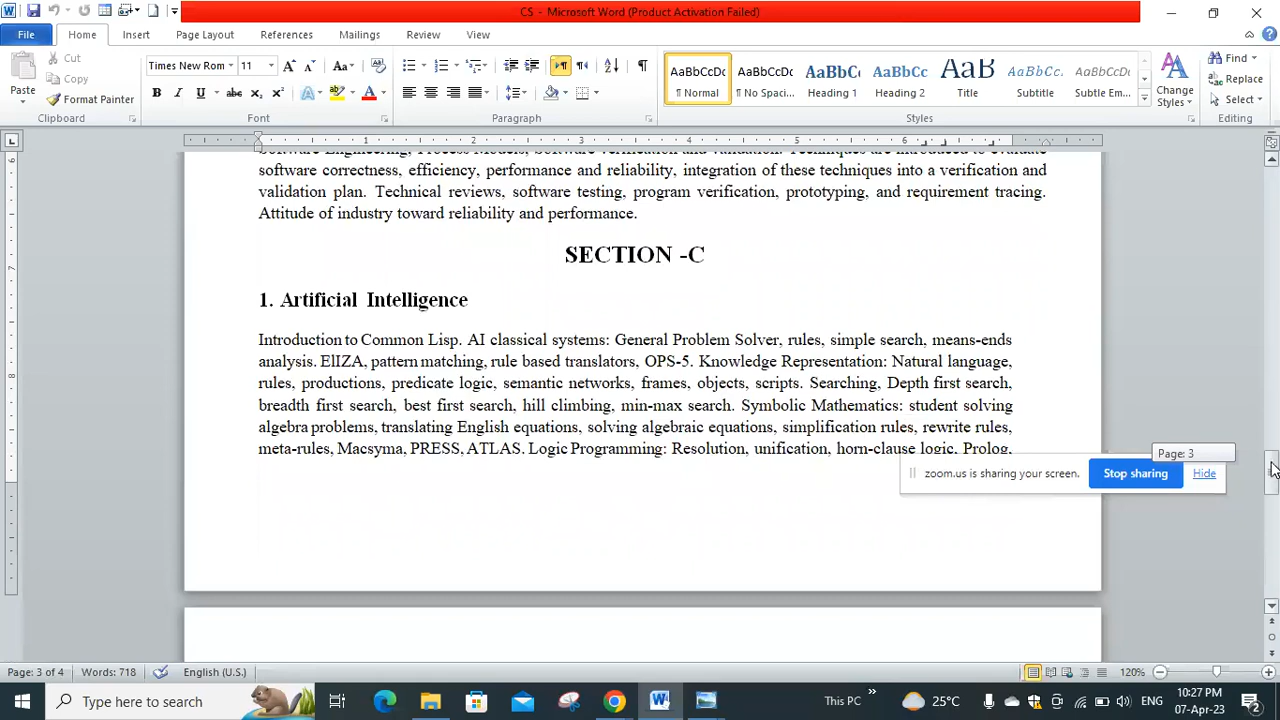 CS - Microsoft Word (Product Activation Failed)
File Home Insert Page Layout References Mailings Review View
Paste
Cut
Copy
Format Painter
Clipboard
Times New Rom 11
Font
Paragraph
AaBbCcDc AaBbCcDc AaBbC AaBbCc AaB AaBbCc. AaBbCcDc
¶ Normal ¶ No Spaci... Heading 1 Heading 2 Title Subtitle Subtle Em...
Change Styles
Styles
Find
Replace
Select
Editing
software correctness, efficiency, performance and reliability, integration of these techniques into a verification and
validation plan. Technical reviews, software testing, program verification, prototyping, and requirement tracing.
Attitude of industry toward reliability and performance.
SECTION -C
1. Artificial Intelligence
Introduction to Common Lisp. AI classical systems: General Problem Solver, rules, simple search, means-ends
analysis. ElIZA, pattern matching, rule based translators, OPS-5. Knowledge Representation: Natural language,
rules, productions, predicate logic, semantic networks, frames, objects, scripts. Searching, Depth first search,
breadth first search, best first search, hill climbing, min-max search. Symbolic Mathematics: student solving
algebra problems, translating English equations, solving algebraic equations, simplification rules, rewrite rules,
meta-rules, Macsyma, PRESS, ATLAS. Logic Programming: Resolution, unification, horn-clause logic. Prolog,
Page: 3
zoom.us is sharing your screen. Stop sharing Hide
Page: 3 of 4 Words: 718 English (U.S.) 120%
Type here to search This PC 25°C ENG 10:27 PM
07-Apr-23 2